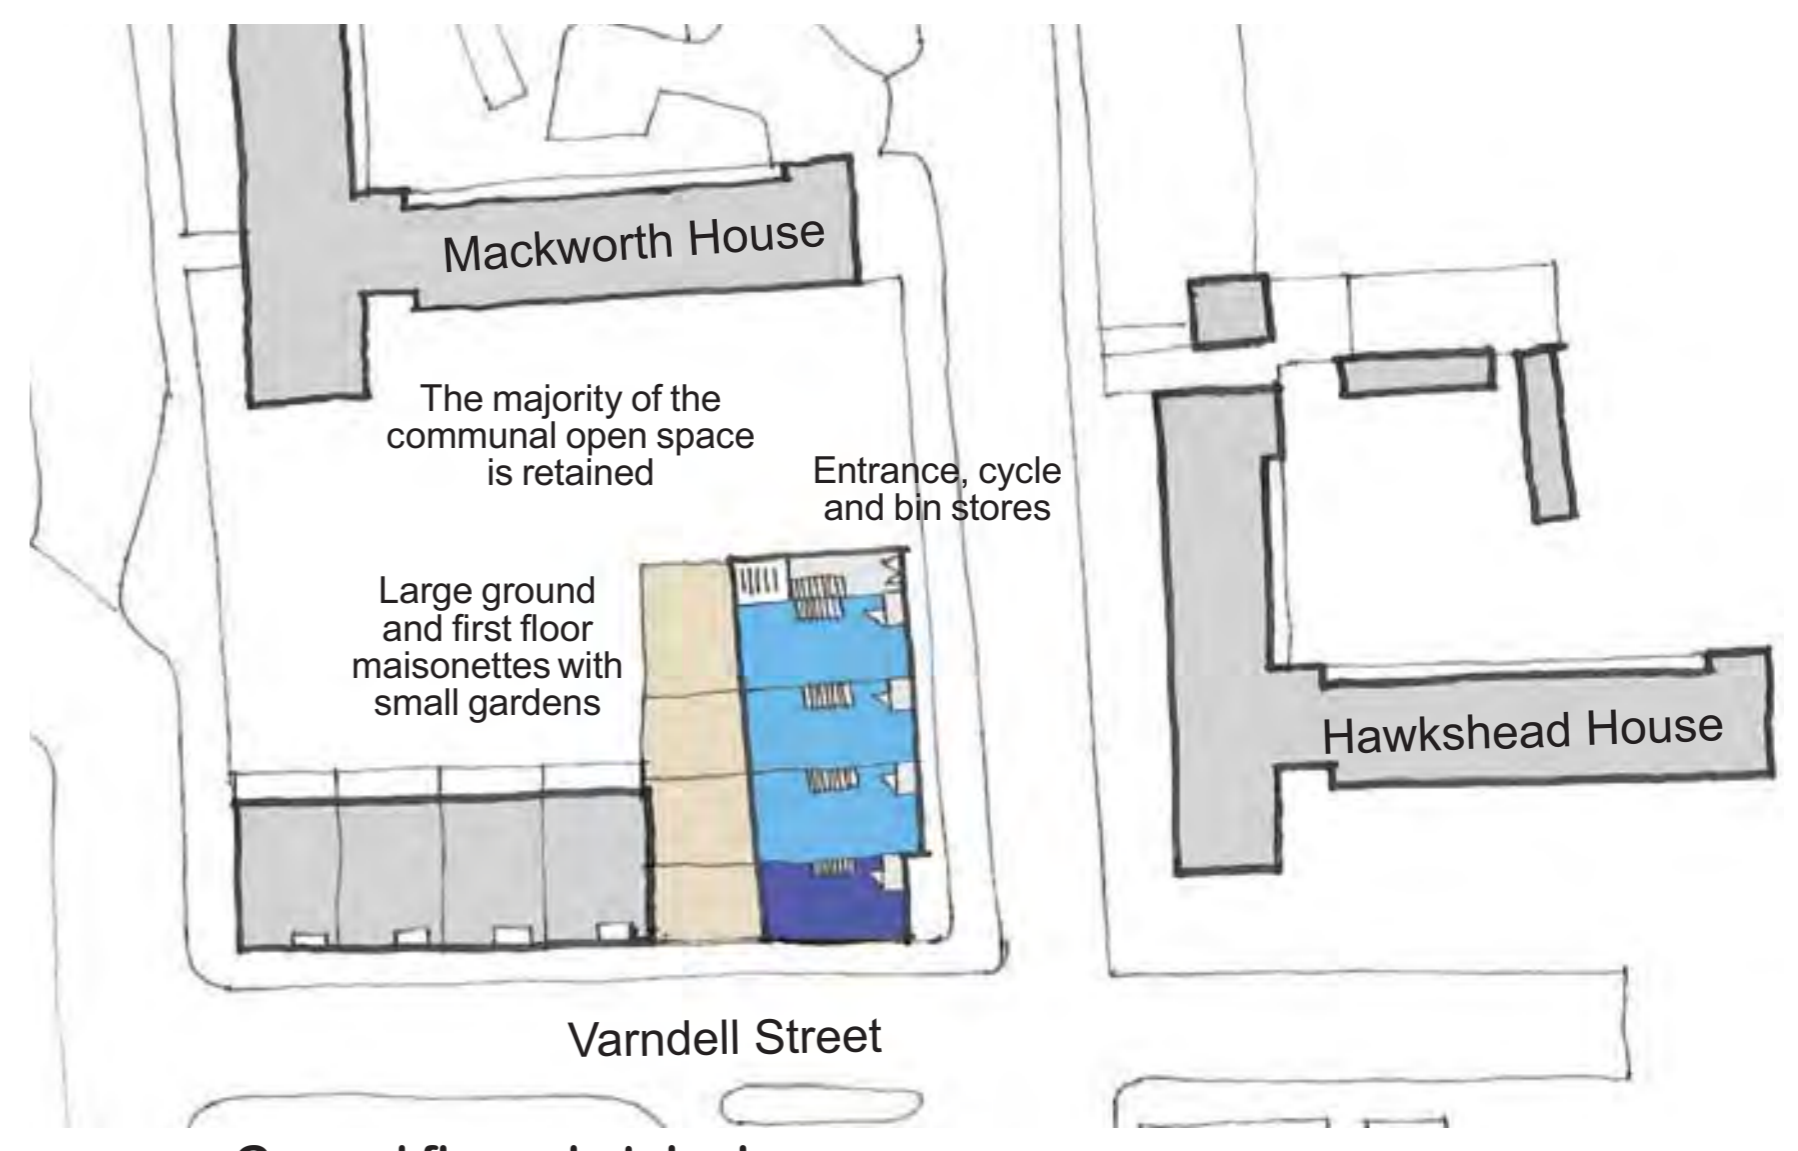 Mackworth House
The majority of the
communal open space
is retained
Entrance, cycle
and bin stores
Large ground
and first floor
maisonettes with
small gardens
Hawkshead House
Varndell Street